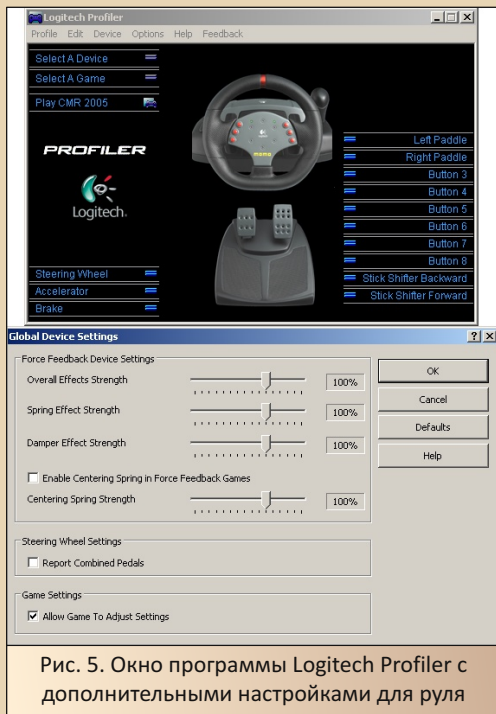 Logitech Profiler
Profile Edit Device Options Help Feedback
Select A Device
Select A Game
Play CMR 2005
PROFILER
Logitech.
Steering Wheel
Accelerator
Brake
momo
Left Paddle
Right Paddle
Button 3
Button 4
Button 5
Button 6
Button 7
Button 8
Stick Shifter Backward
Stick Shifter Forward
Global Device Settings
Force Feedback Device Settings
Overall Effects Strength 100%
Spring Effect Strength 100%
Damper Effect Strength 100%
Enable Centering Spring in Force Feedback Games
Centering Spring Strength 100%
Steering Wheel Settings
Report Combined Pedals
Game Settings
Allow Game To Adjust Settings
OK
Cancel
Defaults
Help
Рис. 5. Окно программы Logitech Profiler с
дополнительными настройками для руля